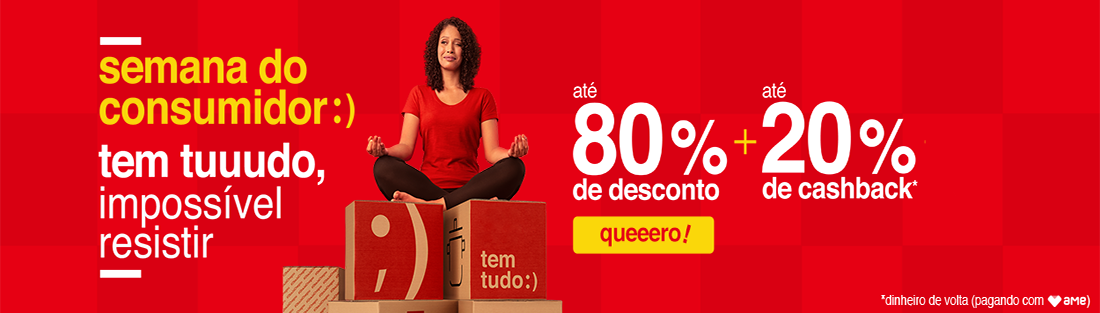 semana do
consumidor:)
tem tuuudo,
impossível
resistir
até
80%
de desconto
+
até
20%
de cashback*
queeero!
;)
tem
tudo:)
*dinheiro de volta (pagando com ame)